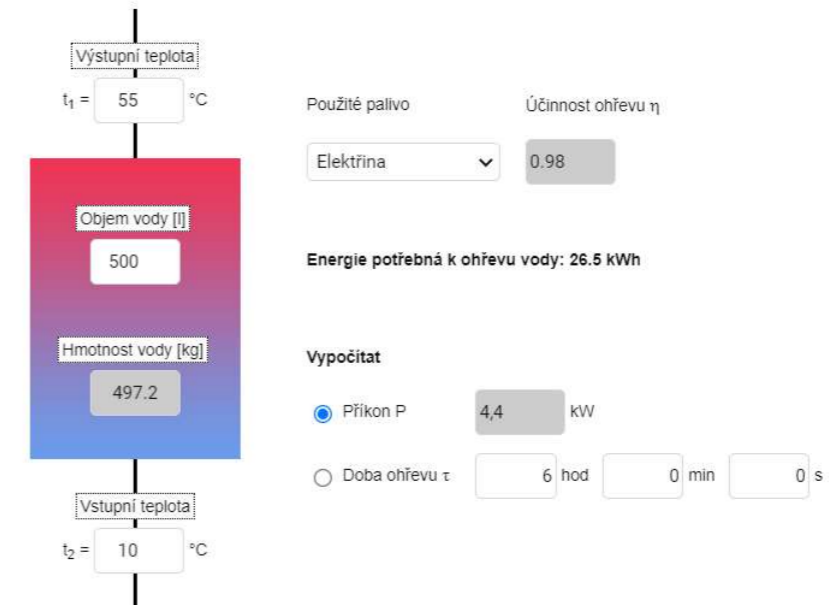 Výstupní teplota
t₁ = 55 °C
Objem vody [l]
500
Hmotnost vody [kg]
497.2
Vstupní teplota
t₂ = 10 °C
Použité palivo Účinnost ohřevu η
Elektřina 0.98
Energie potřebná k ohřevu vody: 26.5 kWh
Vypočítat
Příkon P 4,4 kW
Doba ohřevu τ 6 hod 0 min 0 s